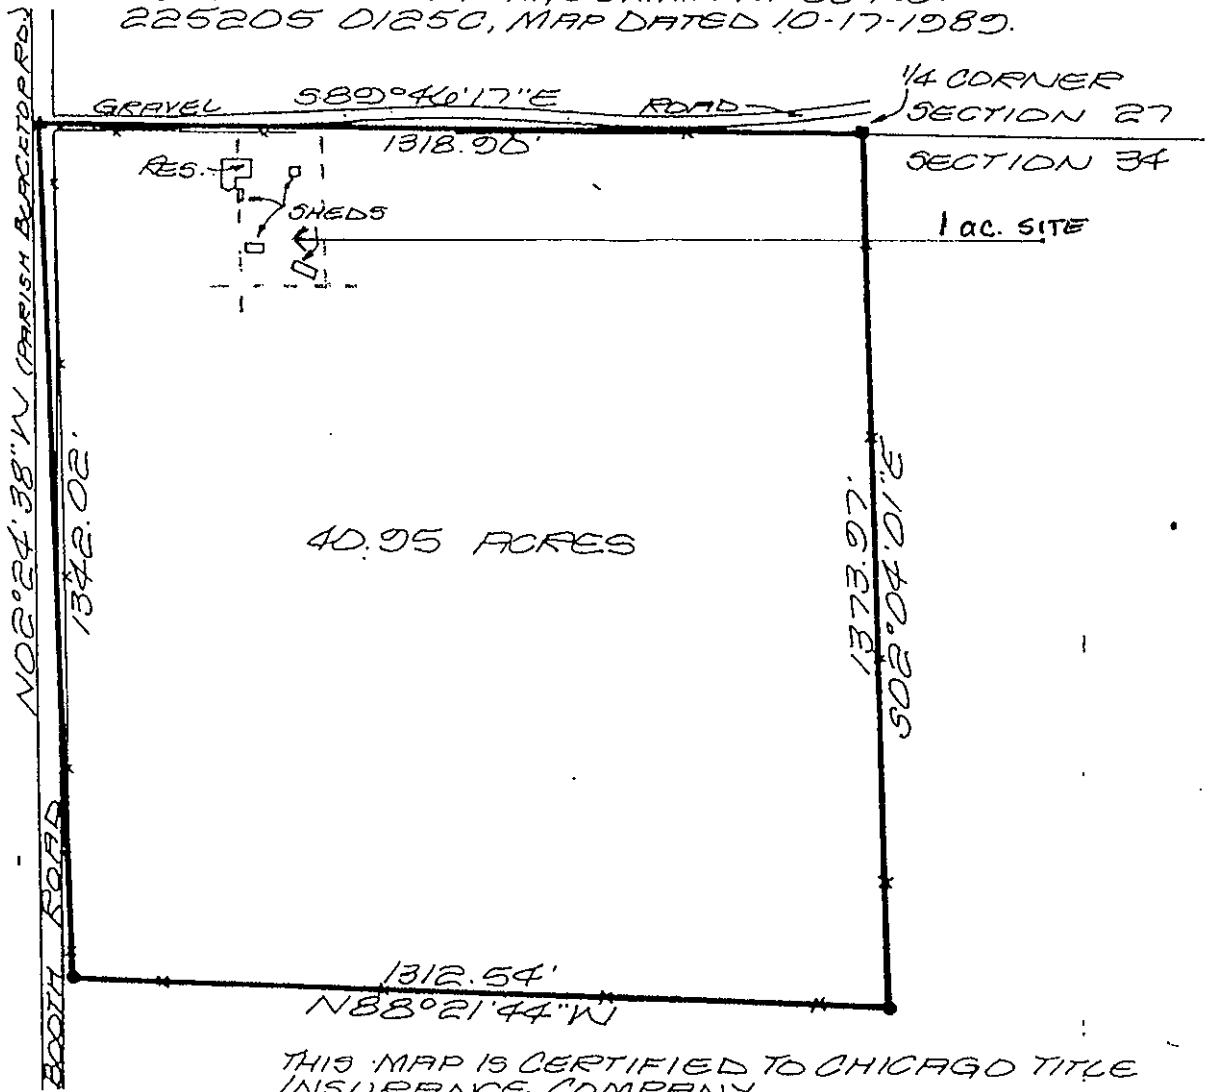 225205 0125C, MAP DATED 10-17-1989.
1/4 CORNER
GRAVEL S89°46'17"E ROAD
SECTION 27
1318.90'
SECTION 34
RES.
SHEDS
1 ac. SITE
N02°24'38"W (PARISH BLACKTOP RD.)
1342.02'
40.95 ACRES
1373.97'
S02°04'01"E
BOOTH ROAD
1312.54'
N88°21'44"W
THIS MAP IS CERTIFIED TO CHICAGO TITLE
INSURANCE COMPANY